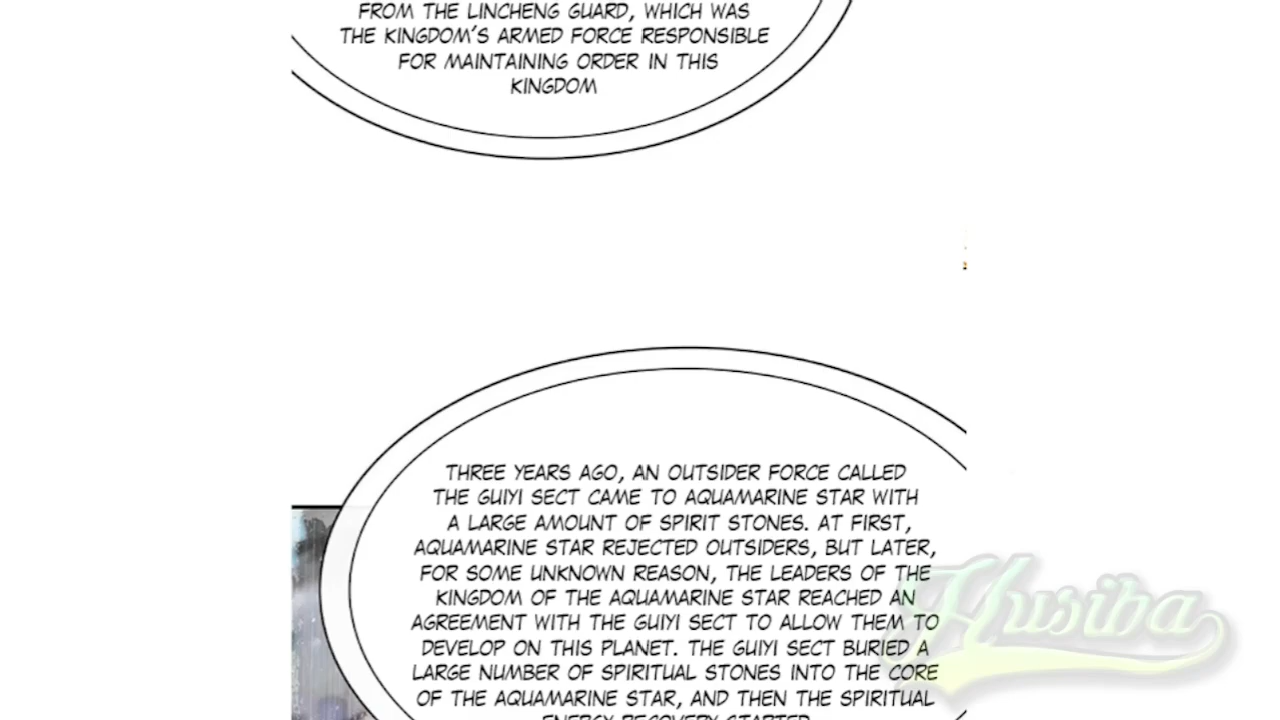 FROM THE LINCHENG GUARD, WHICH WAS
THE KINGDOM'S ARMED FORCE RESPONSIBLE
FOR MAINTAINING ORDER IN THIS
KINGDOM
THREE YEARS AGO, AN OUTSIDER FORCE CALLED
THE GUIYI SECT CAME TO AQUAMARINE STAR WITH
A LARGE AMOUNT OF SPIRIT STONES. AT FIRST,
AQUAMARINE STAR REJECTED OUTSIDERS, BUT LATER,
FOR SOME UNKNOWN REASON, THE LEADERS OF THE
KINGDOM OF THE AQUAMARINE STAR REACHED AN
AGREEMENT WITH THE GUIYI SECT TO ALLOW THEM TO
DEVELOP ON THIS PLANET. THE GUIYI SECT BURIED A
LARGE NUMBER OF SPIRITUAL STONES INTO THE CORE
OF THE AQUAMARINE STAR, AND THEN THE SPIRITUAL
ENERGY RECOVERY STARTED
Husiba